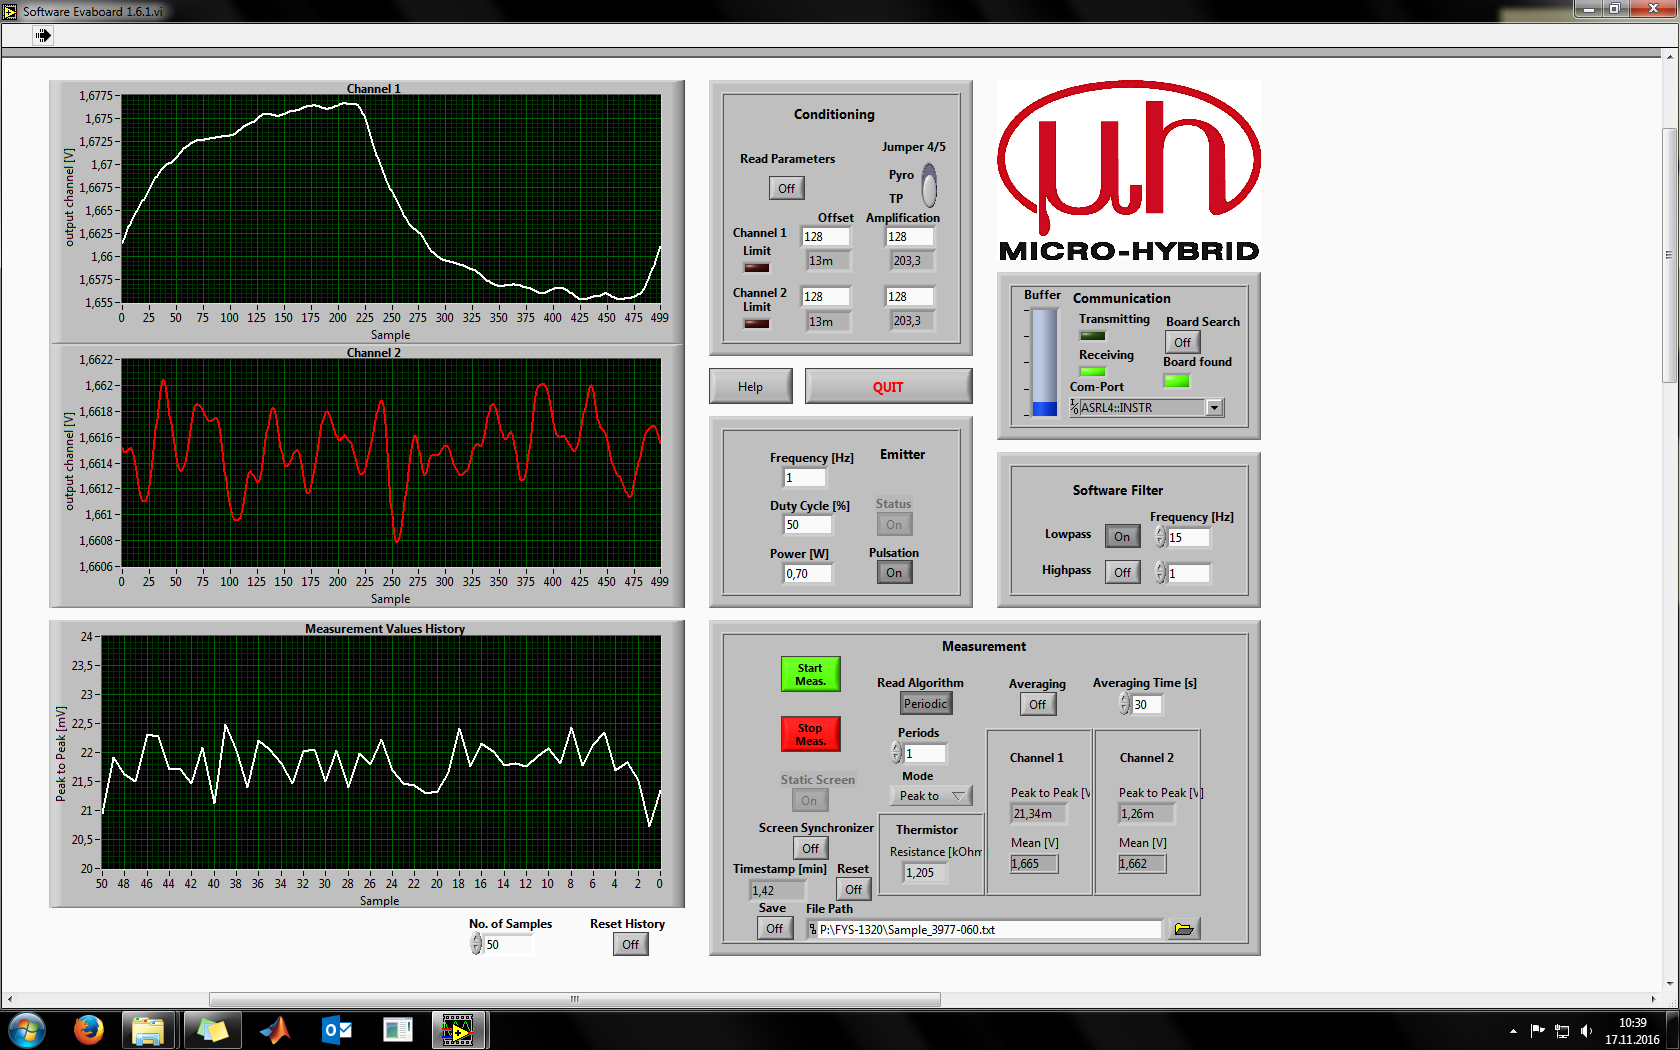 Software Evaboard 1.6.1.vi
Channel 1
output channel [V]
1,6775
1,675
1,6725
1,67
1,6675
1,665
1,6625
1,66
1,6575
1,655
0 25 50 75 100 125 150 175 200 225 250 275 300 325 350 375 400 425 450 475 499
Sample
Channel 2
output channel [V]
1,6622
1,662
1,6618
1,6616
1,6614
1,6612
1,661
1,6608
1,6606
0 25 50 75 100 125 150 175 200 225 250 275 300 325 350 375 400 425 450 475 499
Sample
Measurement Values History
Peak to Peak [mV]
24
23,5
23
22,5
22
21,5
21
20,5
20
50 48 46 44 42 40 38 36 34 32 30 28 26 24 22 20 18 16 14 12 10 8 6 4 2 0
Sample
No. of Samples
50
Reset History
Off
Conditioning
Read Parameters
Off
Jumper 4/5
Pyro
TP
Offset Amplification
Channel 1
128 128
Limit
13m 203,3
Channel 2
128 128
Limit
13m 203,3
Help
QUIT
Emitter
Frequency [Hz]
1
Duty Cycle [%]
50
Status
On
Power [W]
0,70
Pulsation
On
µh
MICRO-HYBRID
Buffer
Communication
Transmitting
Board Search
Off
Receiving
Board found
Com-Port
ASRL4::INSTR
Software Filter
Frequency [Hz]
Lowpass On 15
Highpass Off 1
Measurement
Start
Meas.
Stop
Meas.
Static Screen
On
Screen Synchronizer
Off
Timestamp [min]
1,42
Reset
Off
Save
Off
File Path
P:\FYS-1320\Sample_3977-060.txt
Read Algorithm
Periodic
Periods
1
Mode
Peak to
Averaging
Off
Averaging Time [s]
30
Thermistor
Resistance [kOhm
1,205
Channel 1
Peak to Peak [V
21,34m
Mean [V]
1,665
Channel 2
Peak to Peak [V]
1,26m
Mean [V]
1,662
10:39
17.11.2016